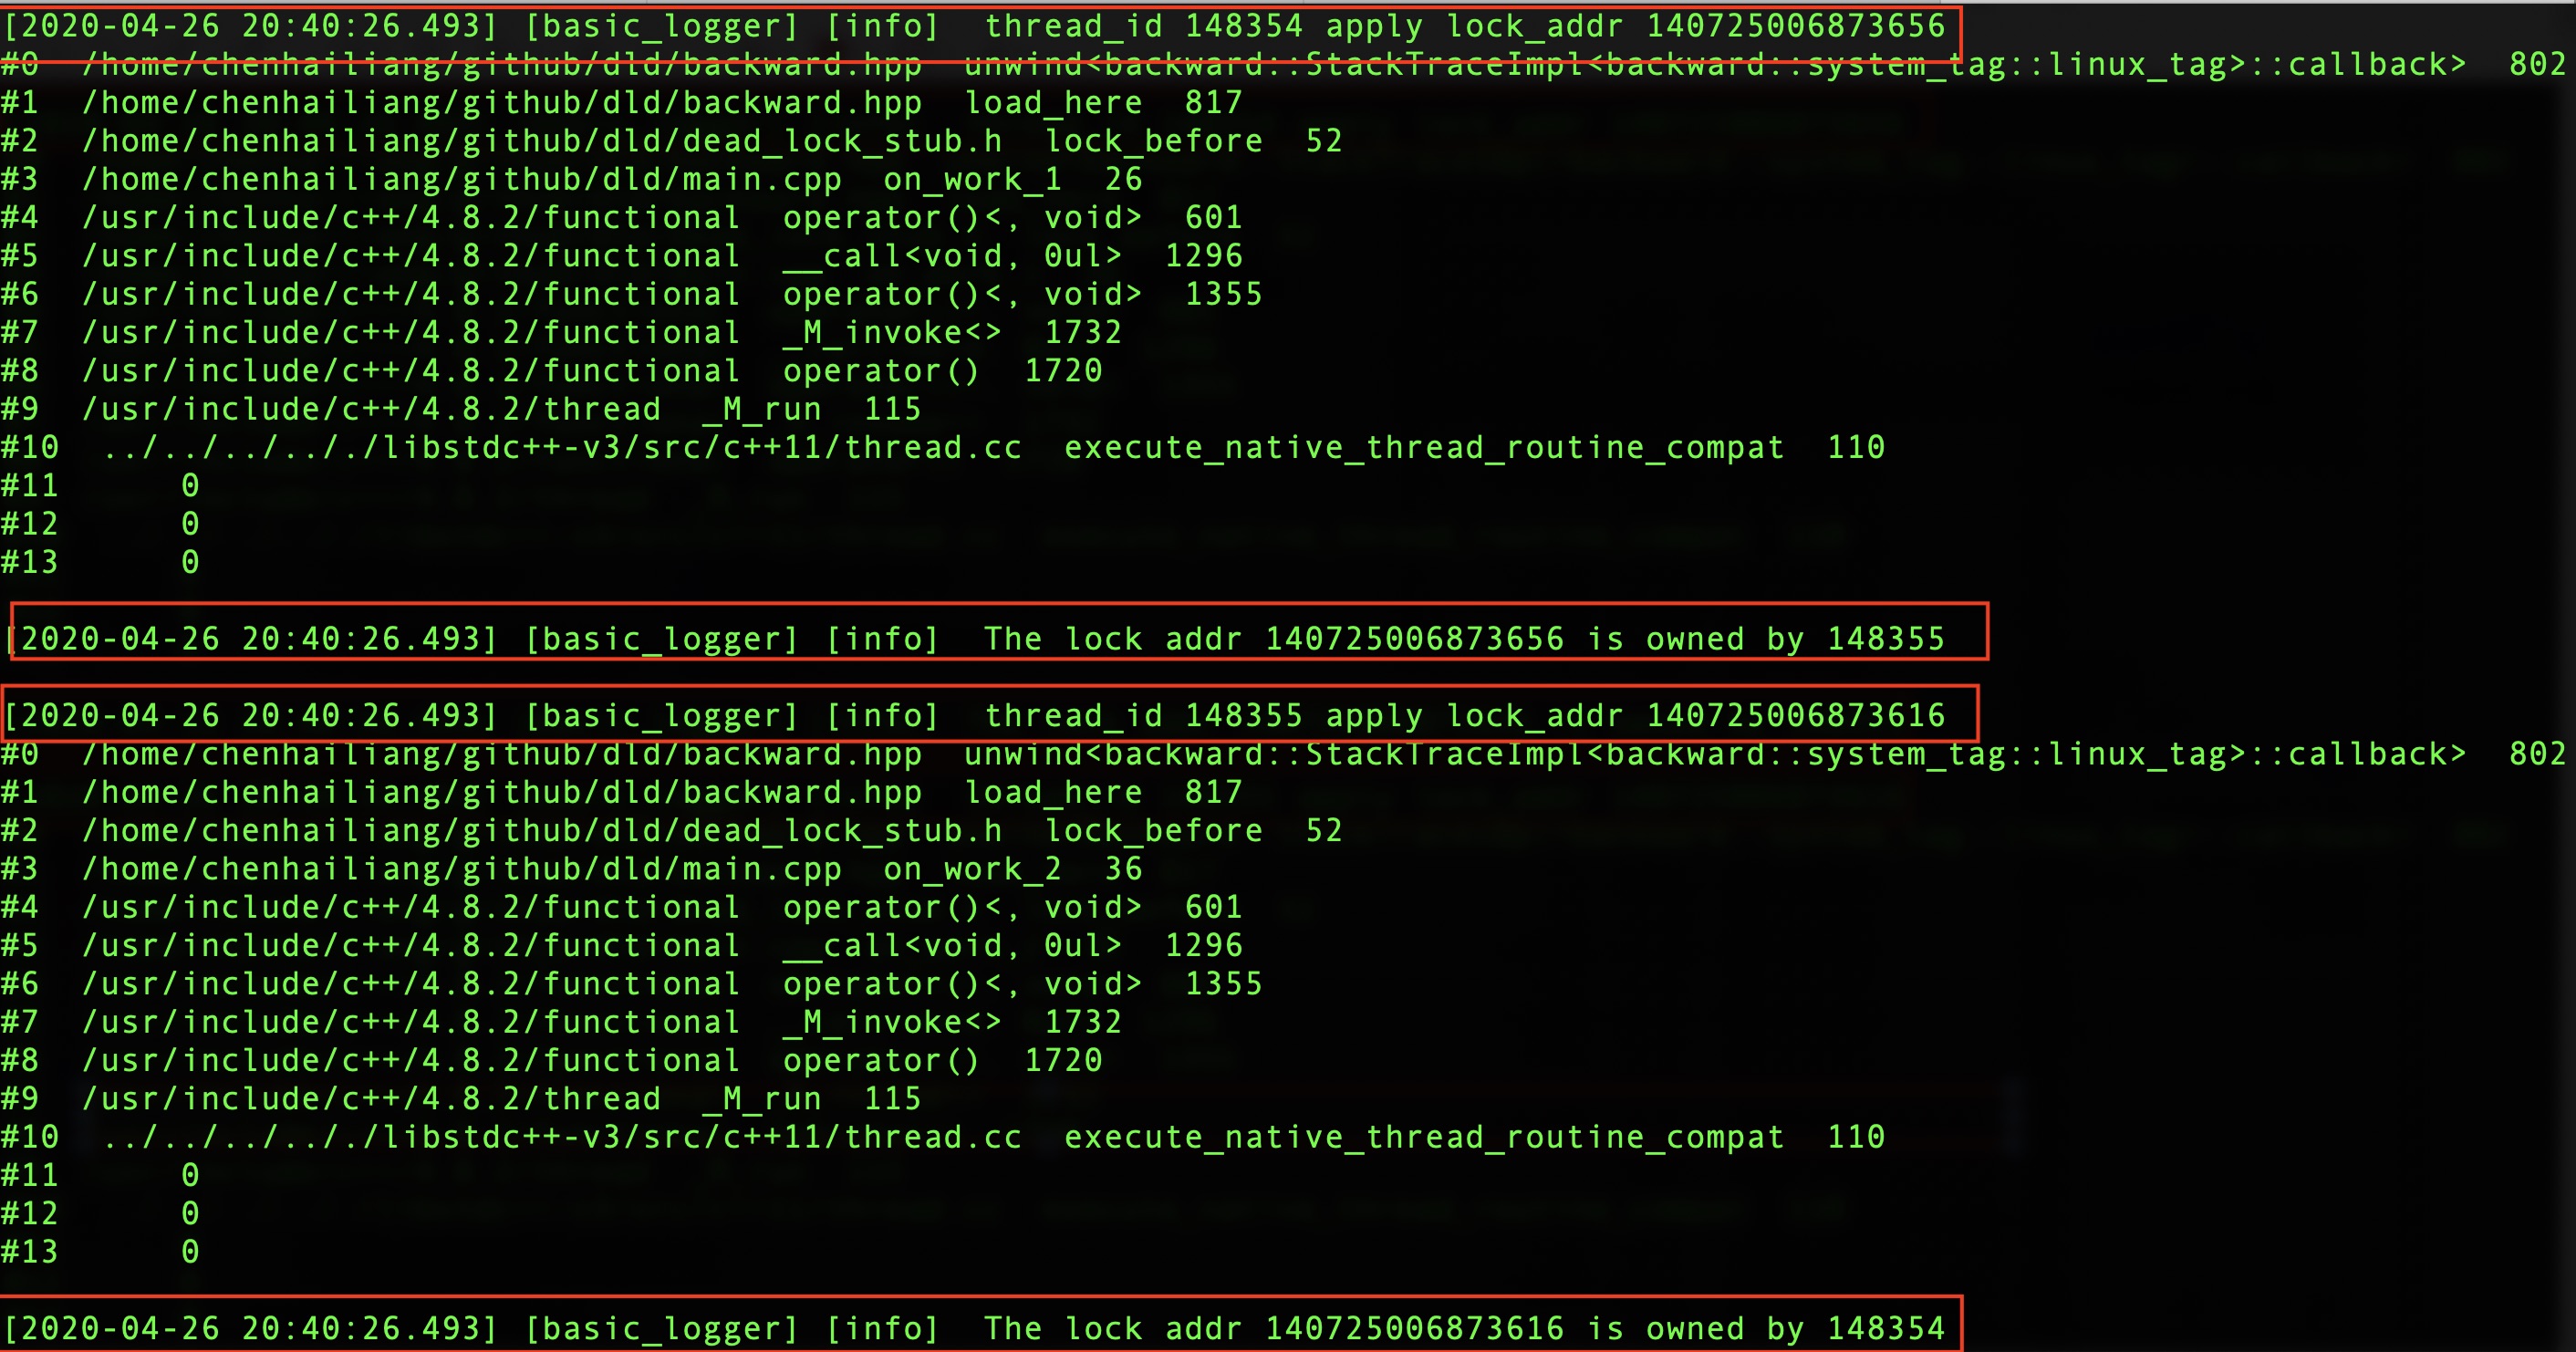 [2020-04-26 20:40:26.493] [basic_logger] [info]  thread_id 148354 apply lock_addr 140725006873656
#0  /home/chenhailiang/github/dld/backward.hpp  unwind<backward::StackTraceImpl<backward::system_tag::linux_tag>::callback>  802
#1  /home/chenhailiang/github/dld/backward.hpp  load_here  817
#2  /home/chenhailiang/github/dld/dead_lock_stub.h  lock_before  52
#3  /home/chenhailiang/github/dld/main.cpp  on_work_1  26
#4  /usr/include/c++/4.8.2/functional  operator()<, void>  601
#5  /usr/include/c++/4.8.2/functional  __call<void, 0ul>  1296
#6  /usr/include/c++/4.8.2/functional  operator()<, void>  1355
#7  /usr/include/c++/4.8.2/functional  _M_invoke<>  1732
#8  /usr/include/c++/4.8.2/functional  operator()  1720
#9  /usr/include/c++/4.8.2/thread  _M_run  115
#10  ../../../.././libstdc++-v3/src/c++11/thread.cc  execute_native_thread_routine_compat  110
#11      0
#12      0
#13      0
[2020-04-26 20:40:26.493] [basic_logger] [info]  The lock addr 140725006873656 is owned by 148355
[2020-04-26 20:40:26.493] [basic_logger] [info]  thread_id 148355 apply lock_addr 140725006873616
#0  /home/chenhailiang/github/dld/backward.hpp  unwind<backward::StackTraceImpl<backward::system_tag::linux_tag>::callback>  802
#1  /home/chenhailiang/github/dld/backward.hpp  load_here  817
#2  /home/chenhailiang/github/dld/dead_lock_stub.h  lock_before  52
#3  /home/chenhailiang/github/dld/main.cpp  on_work_2  36
#4  /usr/include/c++/4.8.2/functional  operator()<, void>  601
#5  /usr/include/c++/4.8.2/functional  __call<void, 0ul>  1296
#6  /usr/include/c++/4.8.2/functional  operator()<, void>  1355
#7  /usr/include/c++/4.8.2/functional  _M_invoke<>  1732
#8  /usr/include/c++/4.8.2/functional  operator()  1720
#9  /usr/include/c++/4.8.2/thread  _M_run  115
#10  ../../../.././libstdc++-v3/src/c++11/thread.cc  execute_native_thread_routine_compat  110
#11      0
#12      0
#13      0
[2020-04-26 20:40:26.493] [basic_logger] [info]  The lock addr 140725006873616 is owned by 148354